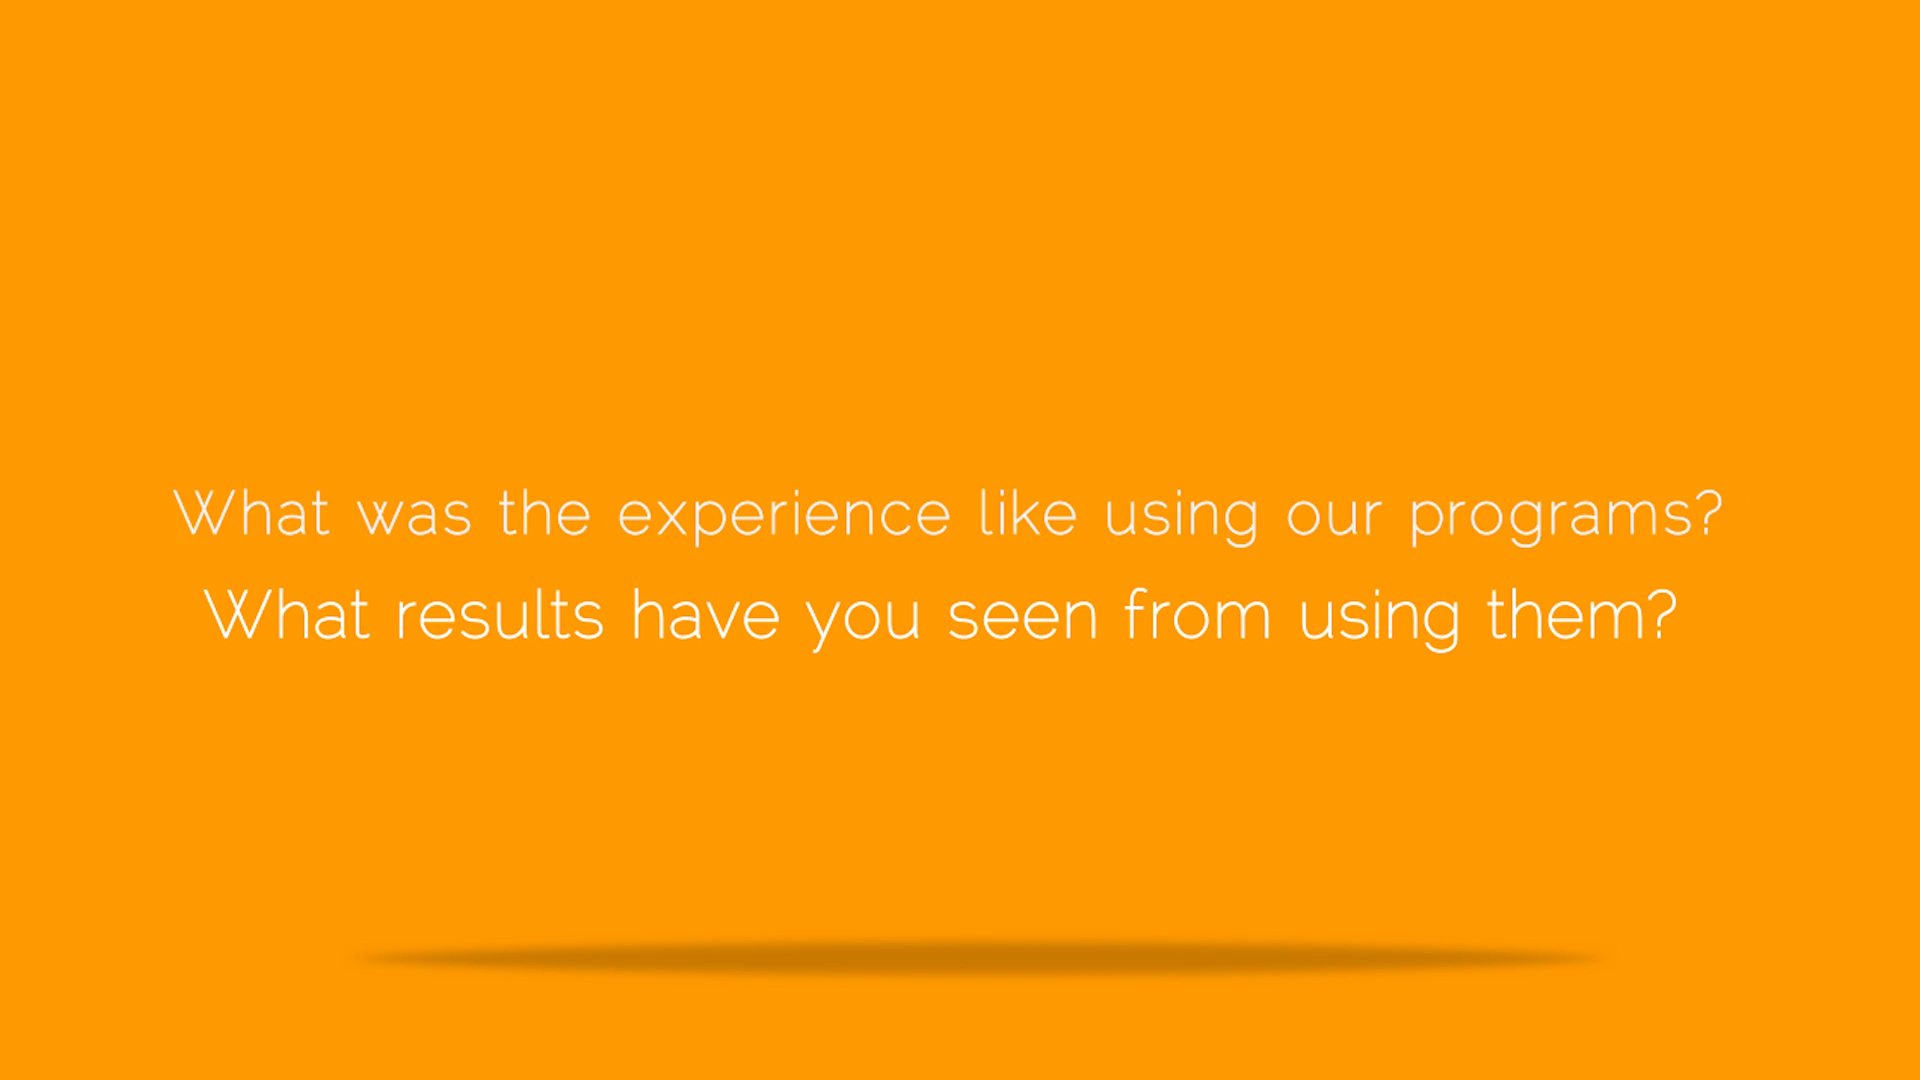 What was the experience like using our programs?
What results have you seen from using them?